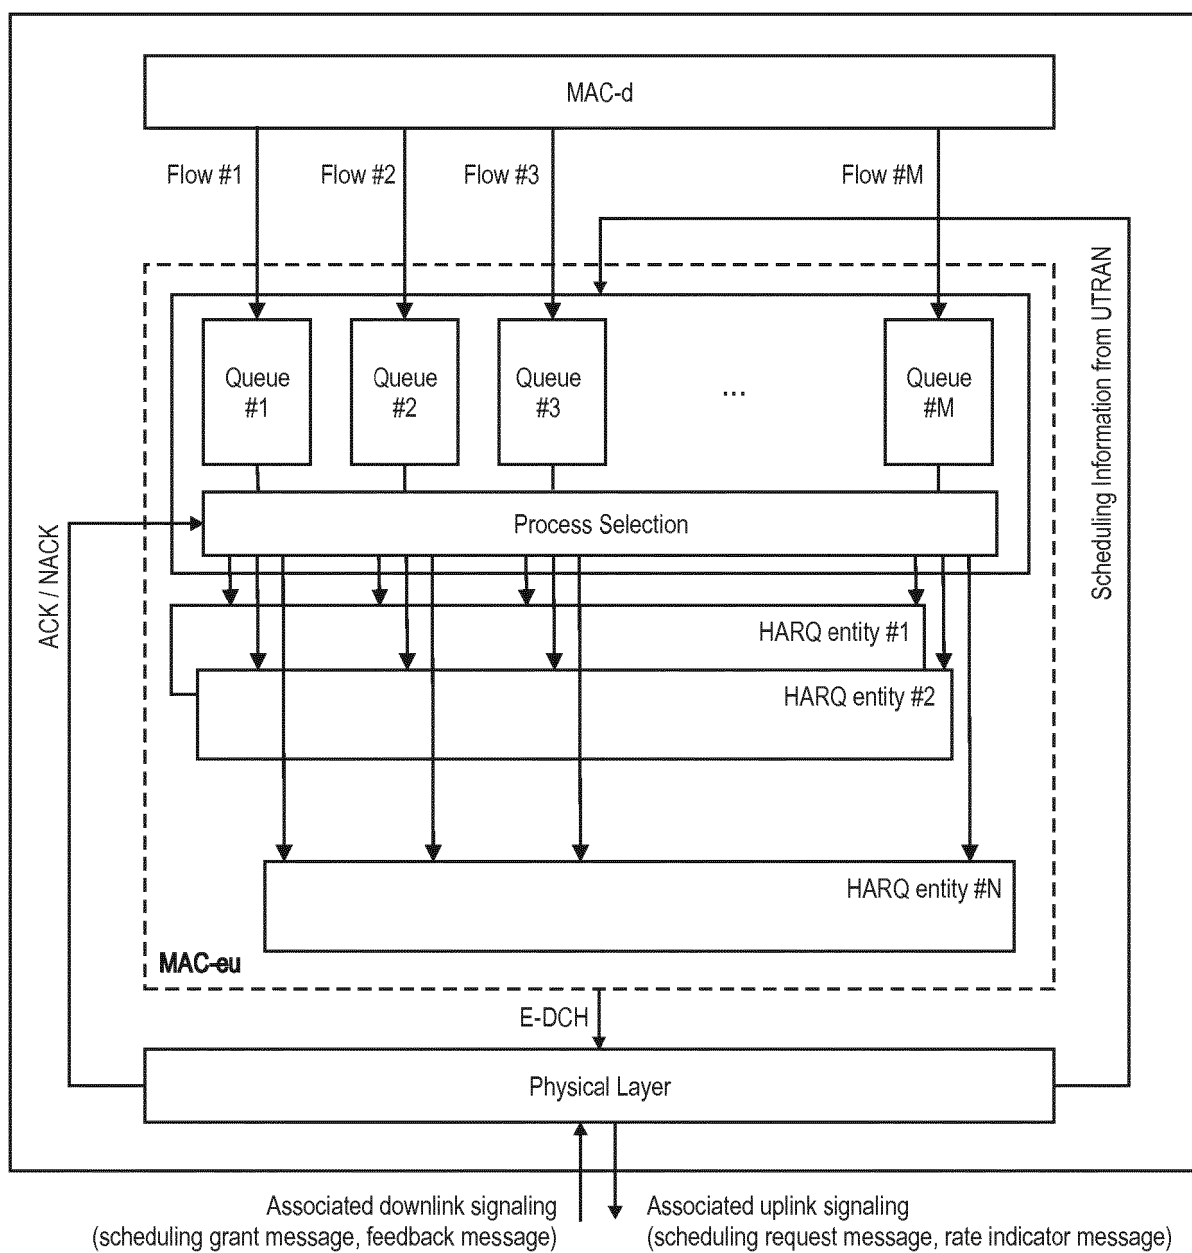 MAC-d
Flow #1
Flow #2
Flow #3
Flow #M
Scheduling Information from UTRAN
Queue
#1
Queue
#2
Queue
#3
...
Queue
#M
Process Selection
ACK / NACK
HARQ entity #1
HARQ entity #2
HARQ entity #N
MAC-eu
E-DCH
Physical Layer
Associated downlink signaling
(scheduling grant message, feedback message)
Associated uplink signaling
(scheduling request message, rate indicator message)